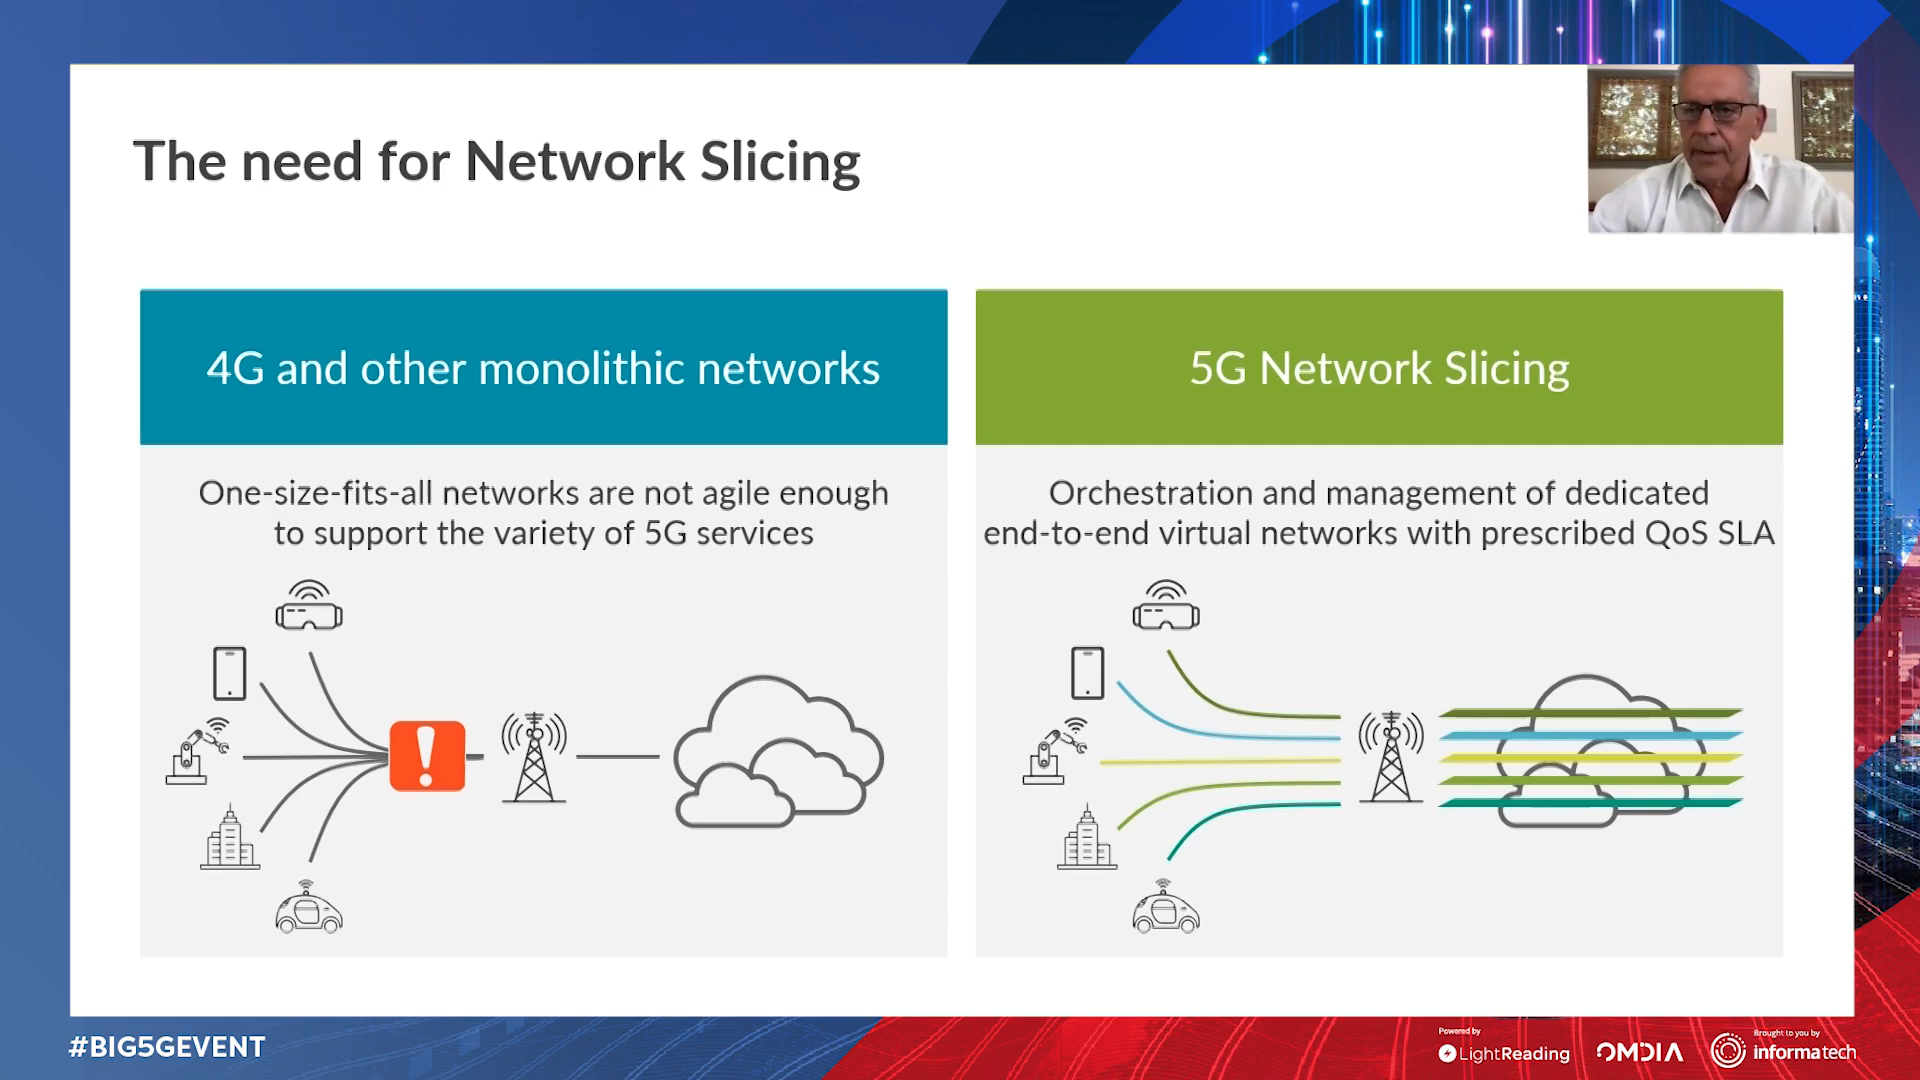 The need for Network Slicing
4G and other monolithic networks
One-size-fits-all networks are not agile enough
to support the variety of 5G services
5G Network Slicing
Orchestration and management of dedicated
end-to-end virtual networks with prescribed QoS SLA
#BIG5GEVENT
Powered by
LightReading
OMDIA
Brought to you by
informa tech